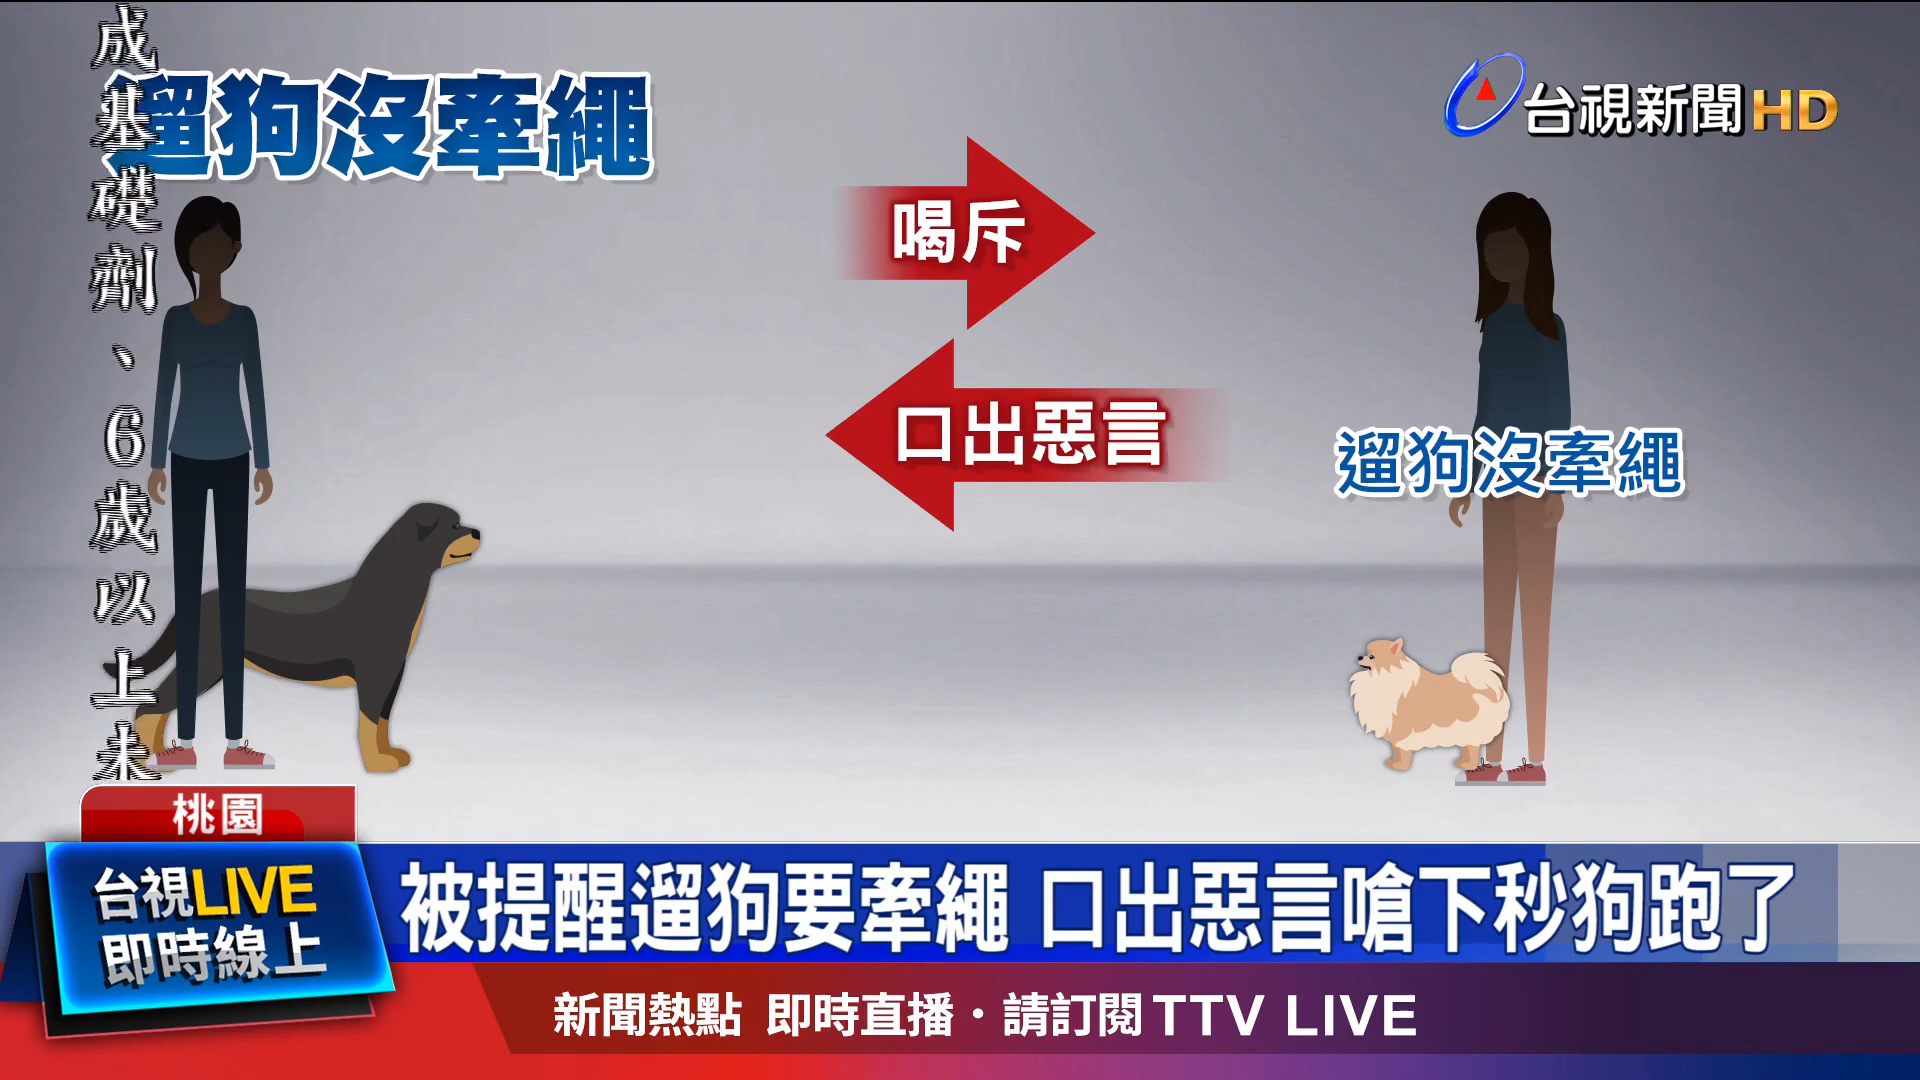 成基礎劑、6歲以上未
遛狗沒牽繩
台視新聞HD
喝斥
口出惡言
遛狗沒牽繩
桃園
台視LIVE
即時線上
被提醒遛狗要牽繩 口出惡言嗆下秒狗跑了
新聞熱點 即時直播・請訂閱TTV LIVE